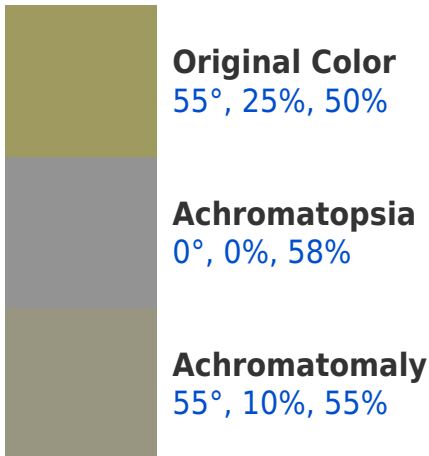 Original Color
55°, 25%, 50%
Achromatopsia
0°, 0%, 58%
Achromatomaly
55°, 10%, 55%